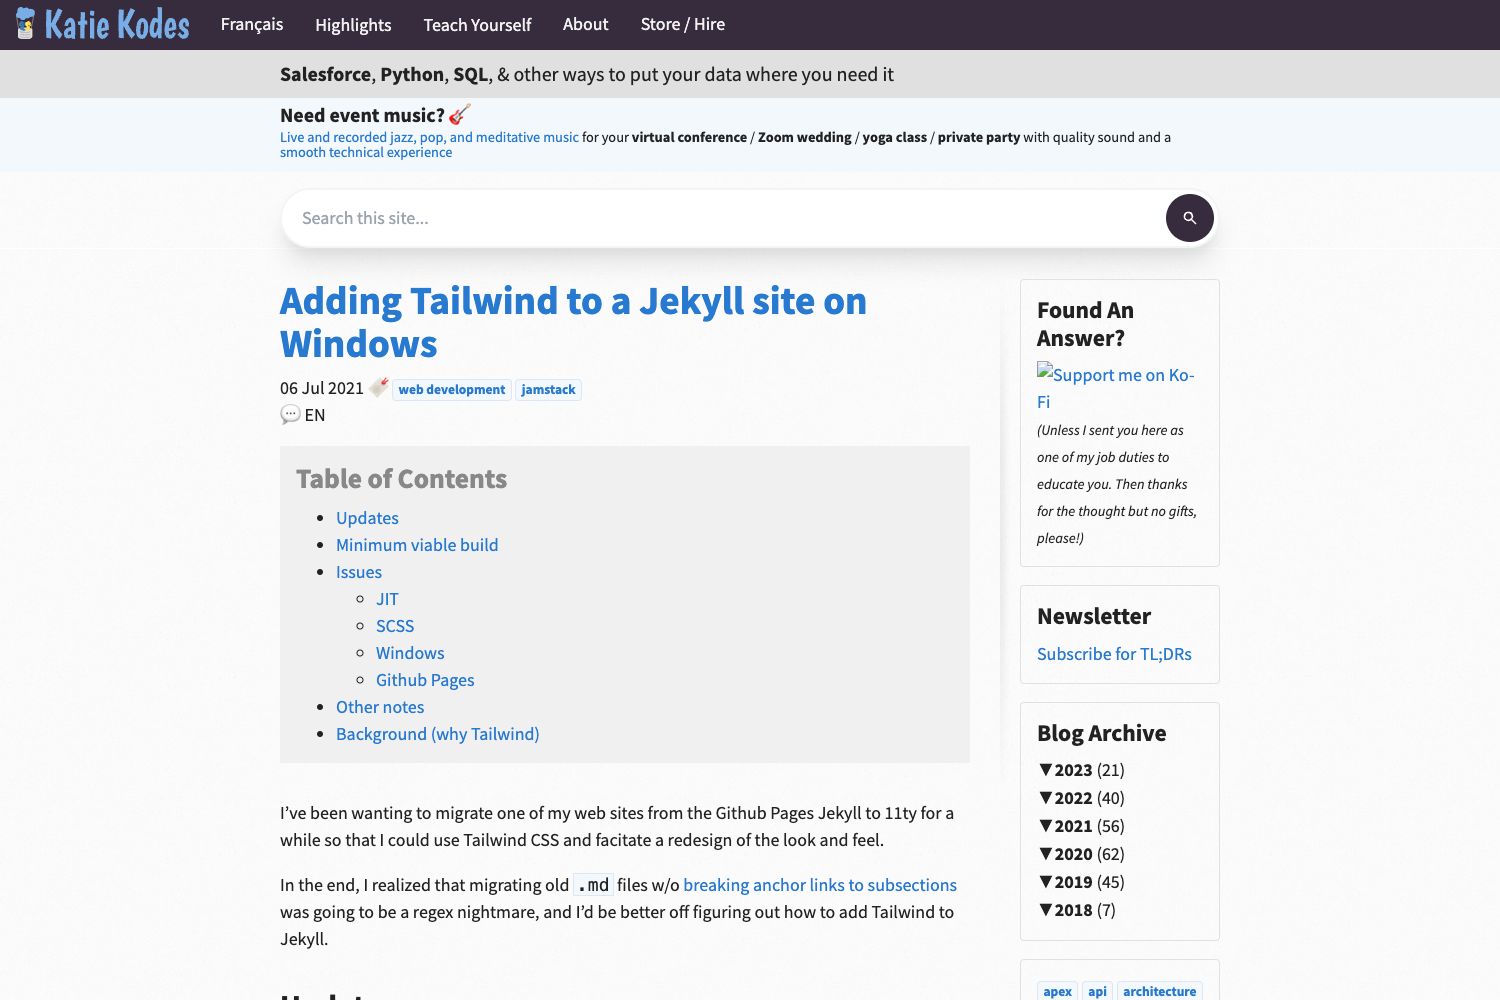 Katie Kodes
Français
Highlights
Teach Yourself
About
Store / Hire
Salesforce, Python, SQL, & other ways to put your data where you need it
Need event music? 🎸
Live and recorded jazz, pop, and meditative music for your virtual conference / Zoom wedding / yoga class / private party with quality sound and a
smooth technical experience
Search this site...
Adding Tailwind to a Jekyll site on
Windows
06 Jul 2021 web development jamstack
💬 EN
Table of Contents
Updates
Minimum viable build
Issues
JIT
SCSS
Windows
Github Pages
Other notes
Background (why Tailwind)
I’ve been wanting to migrate one of my web sites from the Github Pages Jekyll to 11ty for a
while so that I could use Tailwind CSS and facitate a redesign of the look and feel.
In the end, I realized that migrating old .md files w/o breaking anchor links to subsections
was going to be a regex nightmare, and I’d be better off figuring out how to add Tailwind to
Jekyll.
Found An
Answer?
Support me on Ko-
Fi
(Unless I sent you here as
one of my job duties to
educate you. Then thanks
for the thought but no gifts,
please!)
Newsletter
Subscribe for TL;DRs
Blog Archive
▼2023 (21)
▼2022 (40)
▼2021 (56)
▼2020 (62)
▼2019 (45)
▼2018 (7)
apex api architecture